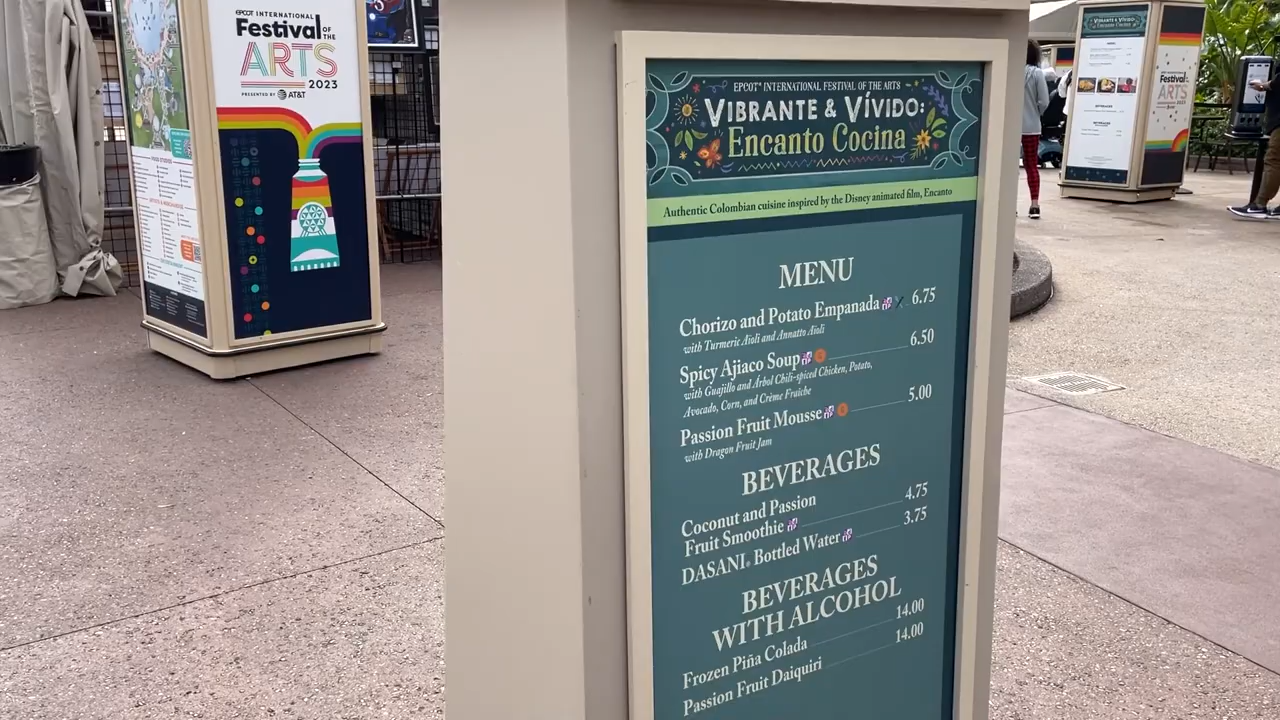 EPCOT INTERNATIONAL
Festival OF THE
ARTS
2023
PRESENTED BY AT&T
EPCOT® INTERNATIONAL FESTIVAL OF THE ARTS
VIBRANTE & VÍVIDO:
Encanto Cocina
Authentic Colombian cuisine inspired by the Disney animated film, Encanto
MENU
Chorizo and Potato Empanada 6.75
with Turmeric Aioli and Annatto Aioli
Spicy Ajiaco Soup 6.50
with Guajillo and Árbol Chili-spiced Chicken, Potato,
Avocado, Corn, and Crème Fraîche
Passion Fruit Mousse 5.00
with Dragon Fruit Jam
BEVERAGES
Coconut and Passion
Fruit Smoothie 4.75
DASANI® Bottled Water 3.75
BEVERAGES
WITH ALCOHOL
Frozen Piña Colada 14.00
Passion Fruit Daiquiri 14.00
VIBRANTE & VÍVIDO:
Encanto Cocina
MENU
Festival OF THE
ARTS
2023